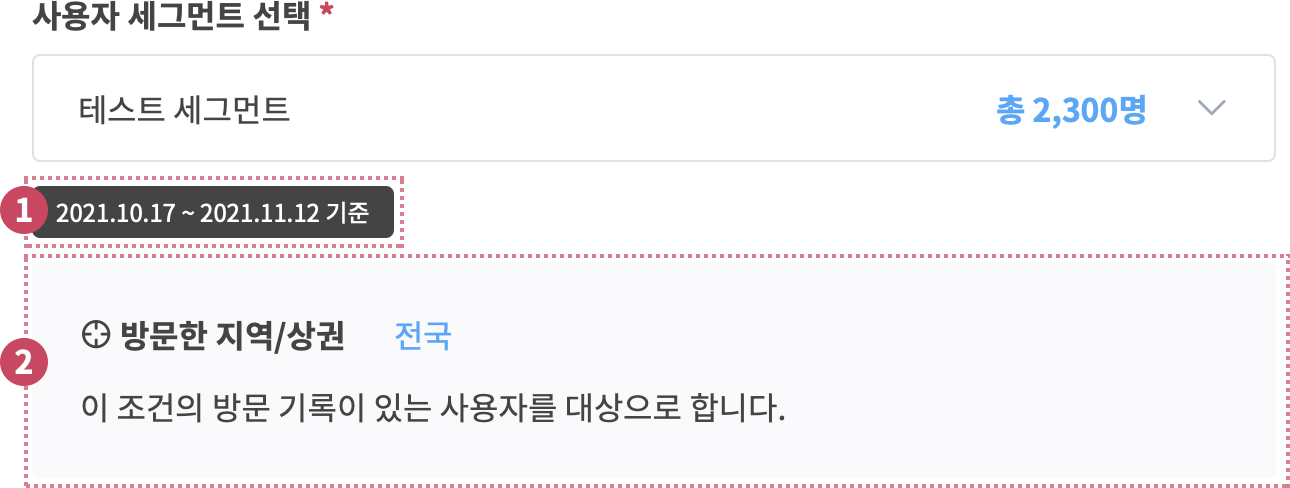 사용자 세그먼트 선택 *
테스트 세그먼트 총 2,300명
1 2021.10.17 ~ 2021.11.12 기준
방문한 지역/상권 전국
2
이 조건의 방문 기록이 있는 사용자를 대상으로 합니다.